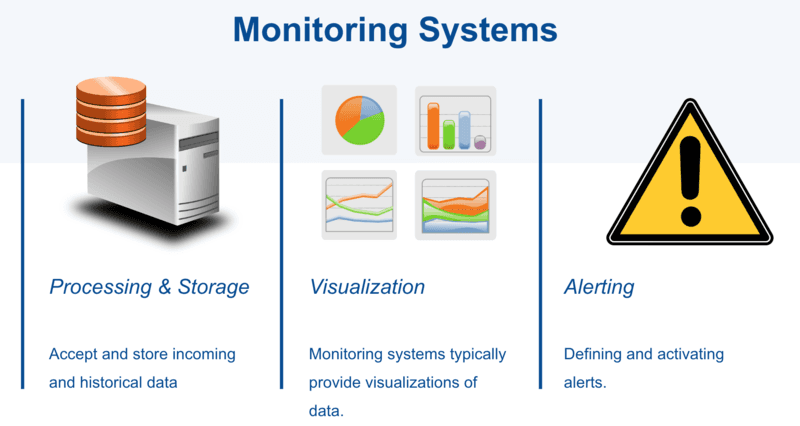 Monitoring Systems
Processing & Storage
Accept and store incoming
and historical data
Visualization
Monitoring systems typically
provide visualizations of
data.
Alerting
Defining and activating
alerts.